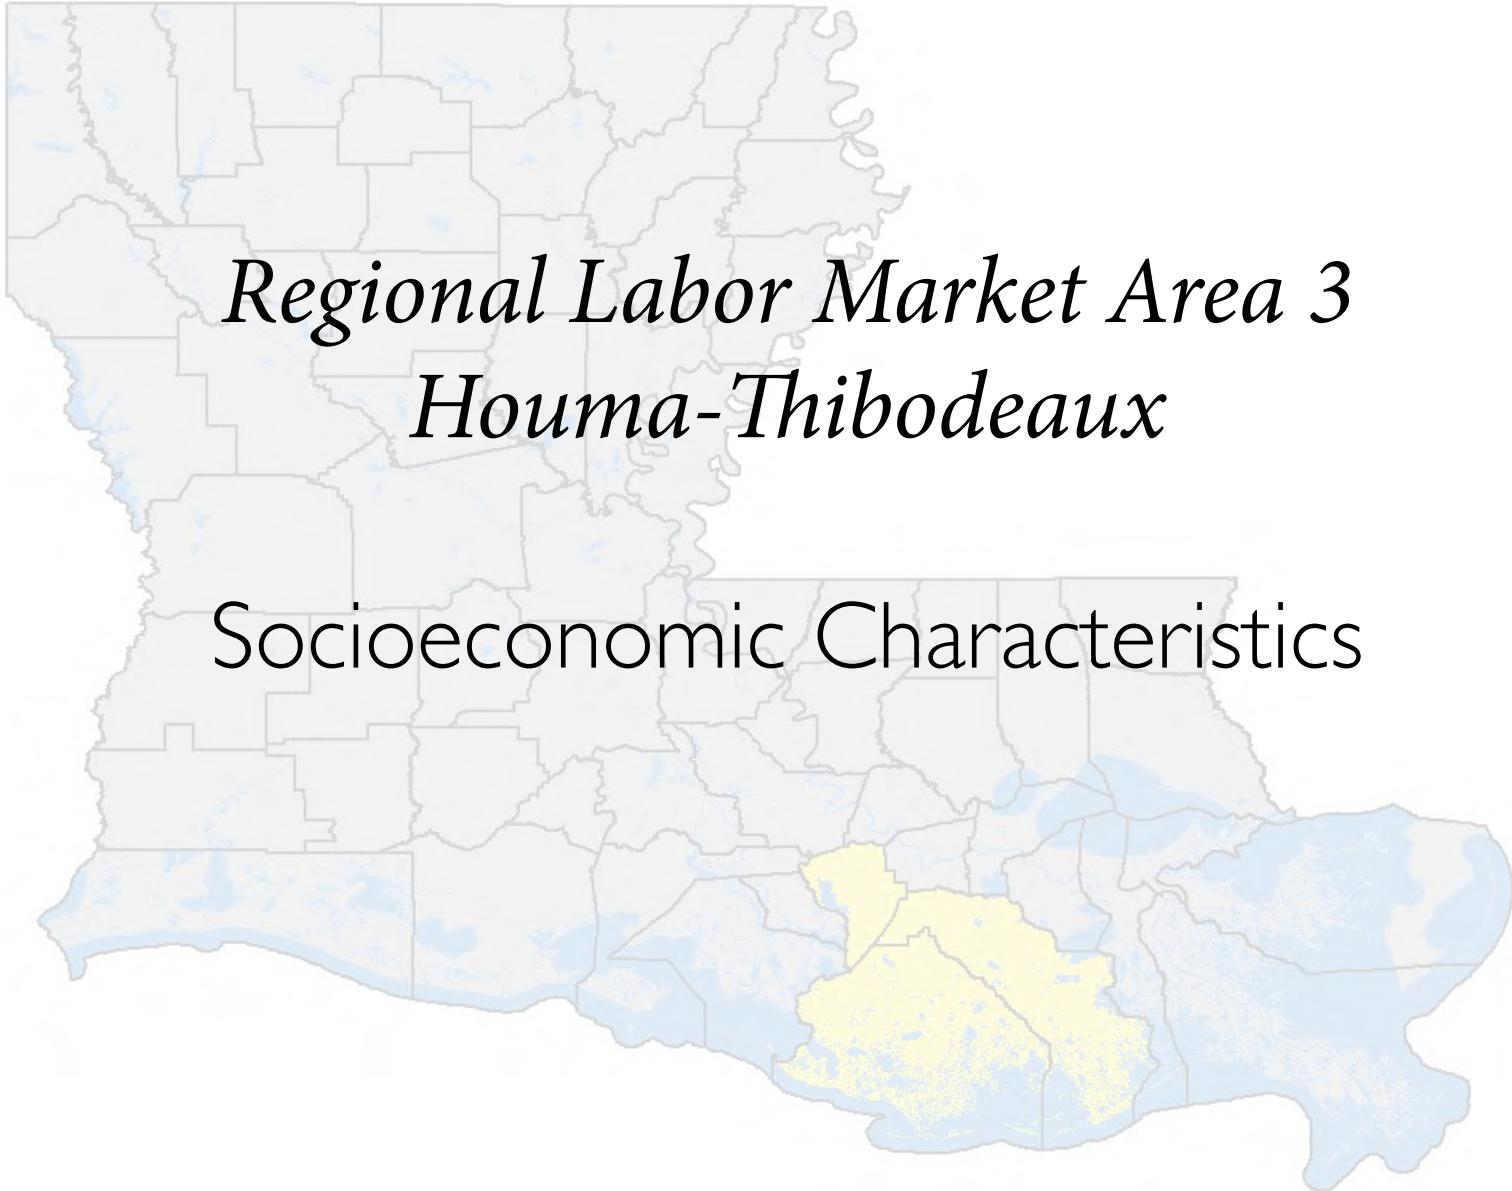 Regional Labor Market Area 3
Houma-Thibodeaux
Socioeconomic Characteristics